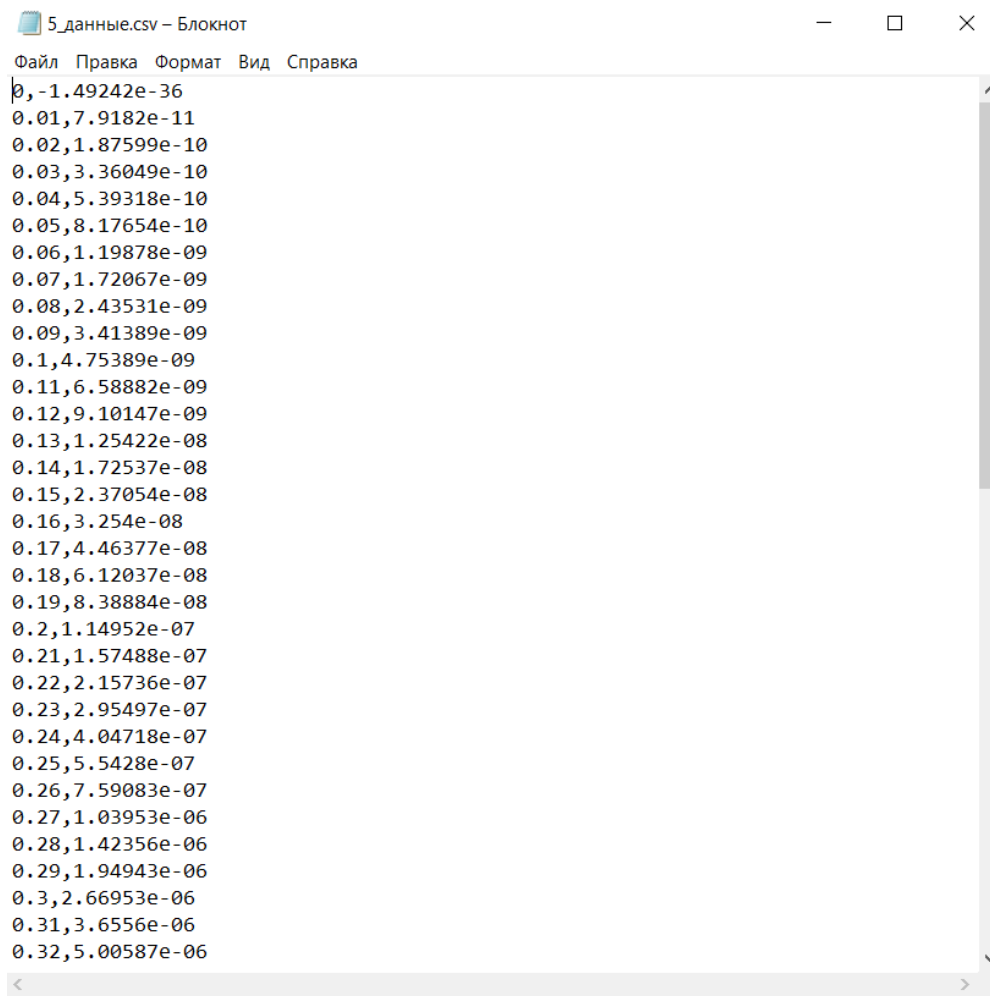 5_данные.csv – Блокнот
Файл Правка Формат Вид Справка
0,-1.49242e-36
0.01,7.9182e-11
0.02,1.87599e-10
0.03,3.36049e-10
0.04,5.39318e-10
0.05,8.17654e-10
0.06,1.19878e-09
0.07,1.72067e-09
0.08,2.43531e-09
0.09,3.41389e-09
0.1,4.75389e-09
0.11,6.58882e-09
0.12,9.10147e-09
0.13,1.25422e-08
0.14,1.72537e-08
0.15,2.37054e-08
0.16,3.254e-08
0.17,4.46377e-08
0.18,6.12037e-08
0.19,8.38884e-08
0.2,1.14952e-07
0.21,1.57488e-07
0.22,2.15736e-07
0.23,2.95497e-07
0.24,4.04718e-07
0.25,5.5428e-07
0.26,7.59083e-07
0.27,1.03953e-06
0.28,1.42356e-06
0.29,1.94943e-06
0.3,2.66953e-06
0.31,3.6556e-06
0.32,5.00587e-06